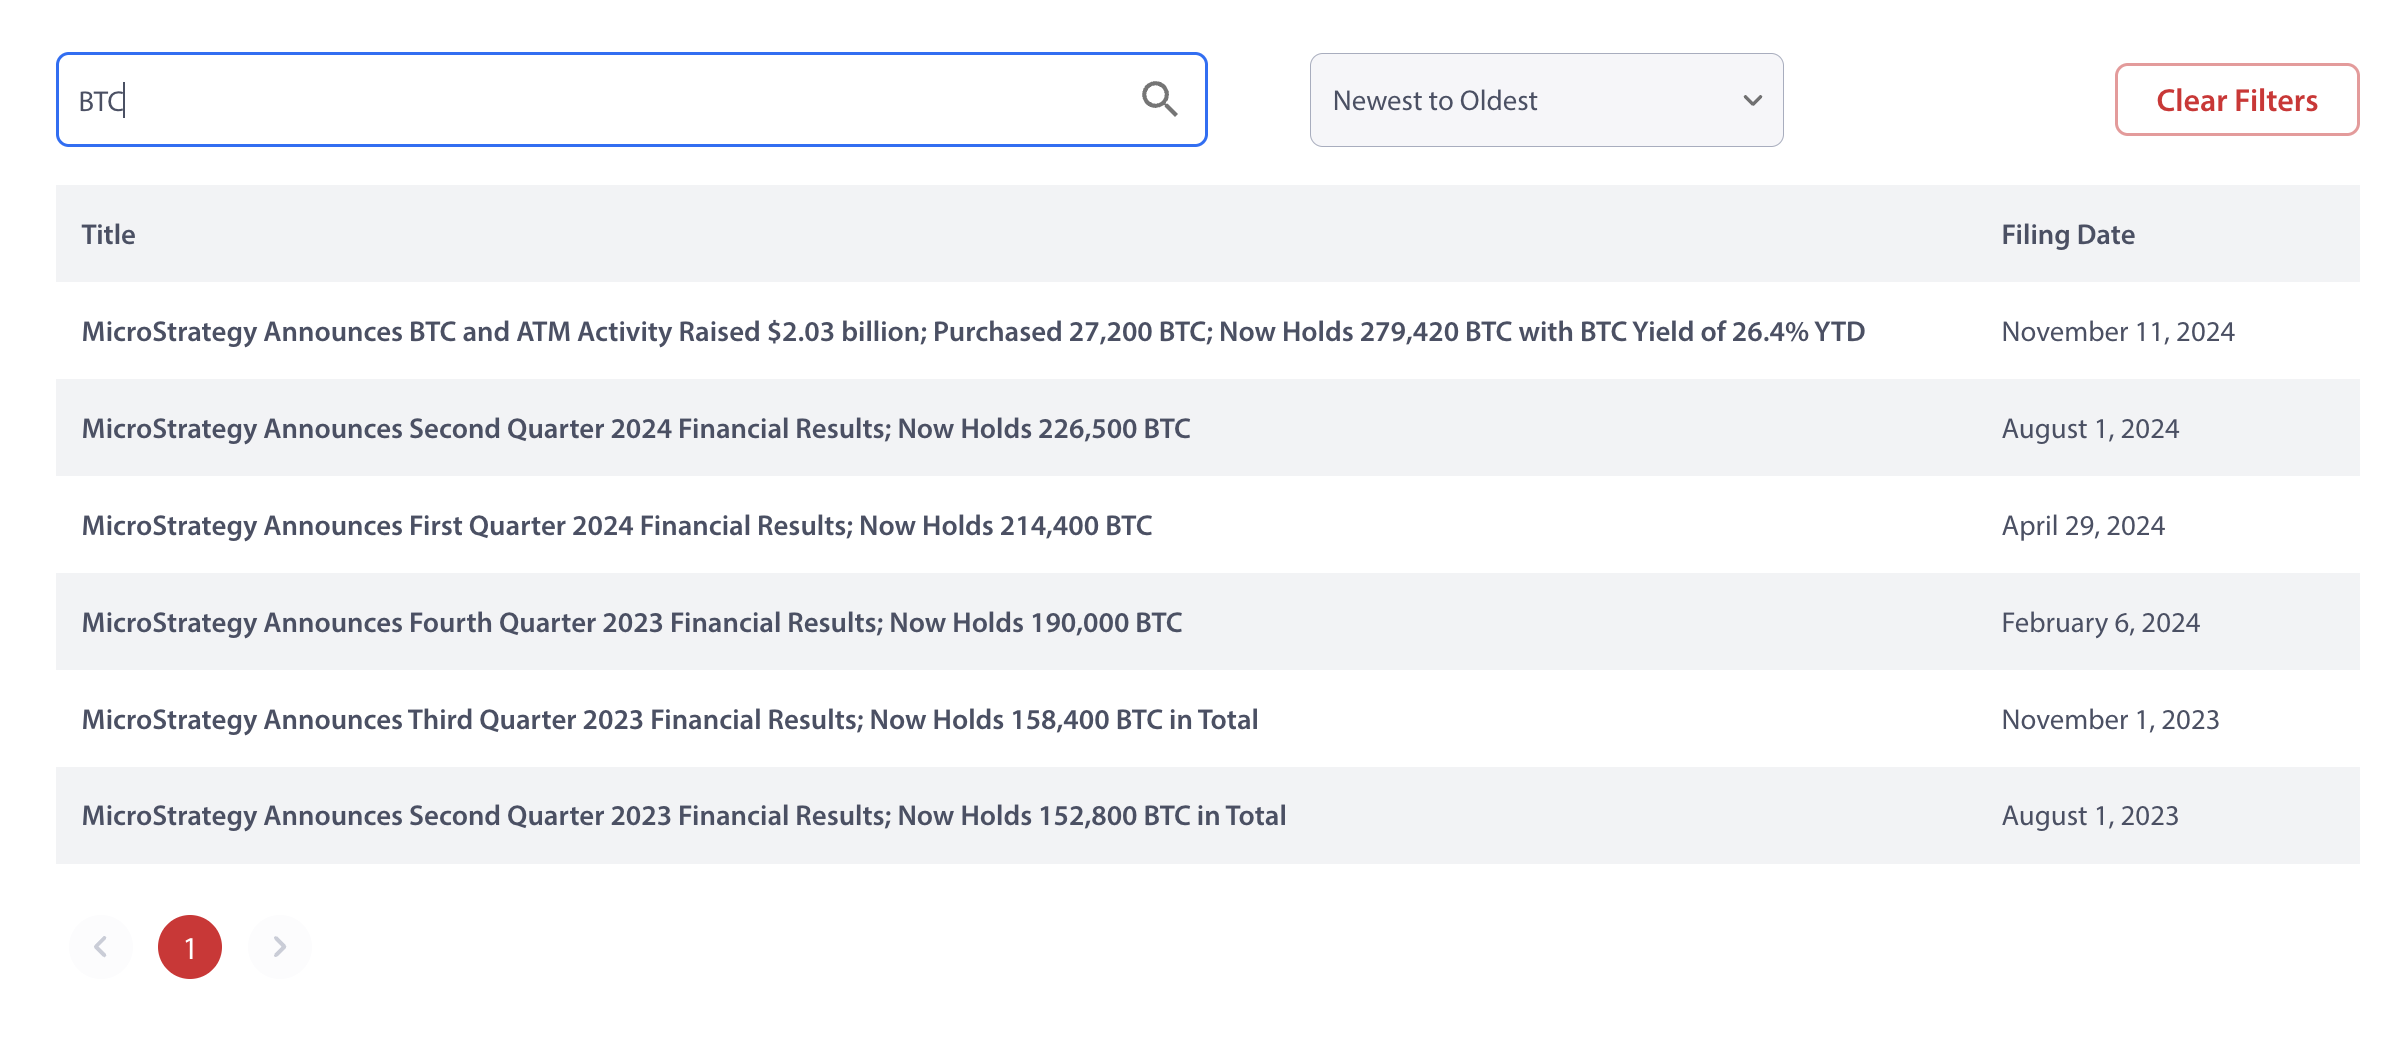 BTC
Newest to Oldest
Clear Filters
Title Filing Date
MicroStrategy Announces BTC and ATM Activity Raised $2.03 billion; Purchased 27,200 BTC; Now Holds 279,420 BTC with BTC Yield of 26.4% YTD November 11, 2024
MicroStrategy Announces Second Quarter 2024 Financial Results; Now Holds 226,500 BTC August 1, 2024
MicroStrategy Announces First Quarter 2024 Financial Results; Now Holds 214,400 BTC April 29, 2024
MicroStrategy Announces Fourth Quarter 2023 Financial Results; Now Holds 190,000 BTC February 6, 2024
MicroStrategy Announces Third Quarter 2023 Financial Results; Now Holds 158,400 BTC in Total November 1, 2023
MicroStrategy Announces Second Quarter 2023 Financial Results; Now Holds 152,800 BTC in Total August 1, 2023
1